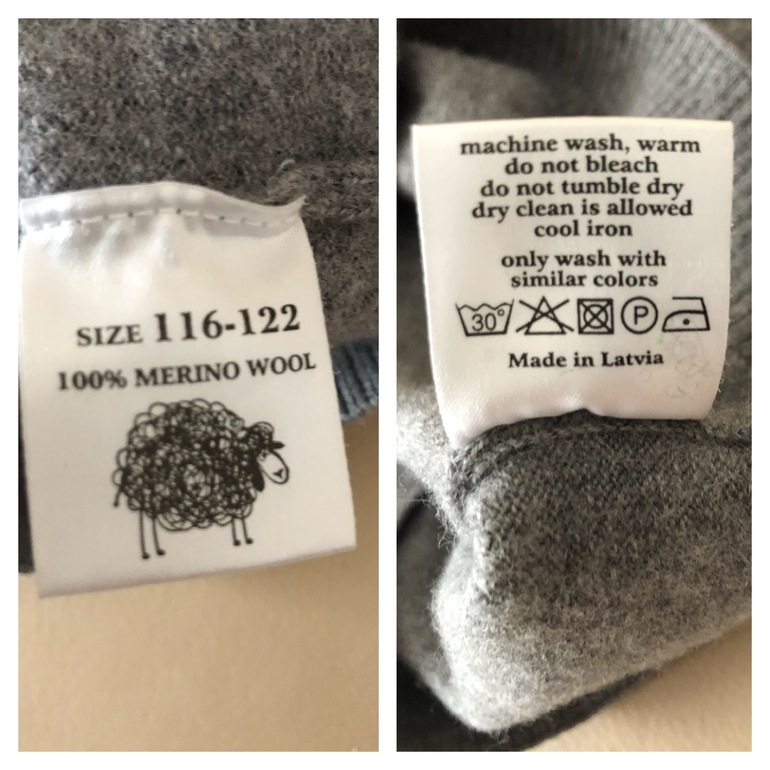 SIZE 116-122
100% MERINO WOOL
machine wash, warm
do not bleach
do not tumble dry
dry clean is allowed
cool iron
only wash with
similar colors
30° P
Made in Latvia